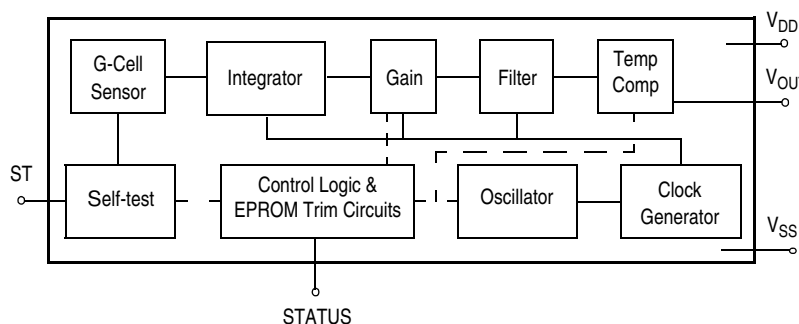 V_DD
G-Cell
Sensor
Integrator
Gain
Filter
Temp
Comp
V_OU
ST
Self-test
Control Logic &
EPROM Trim Circuits
Oscillator
Clock
Generator
V_SS
STATUS